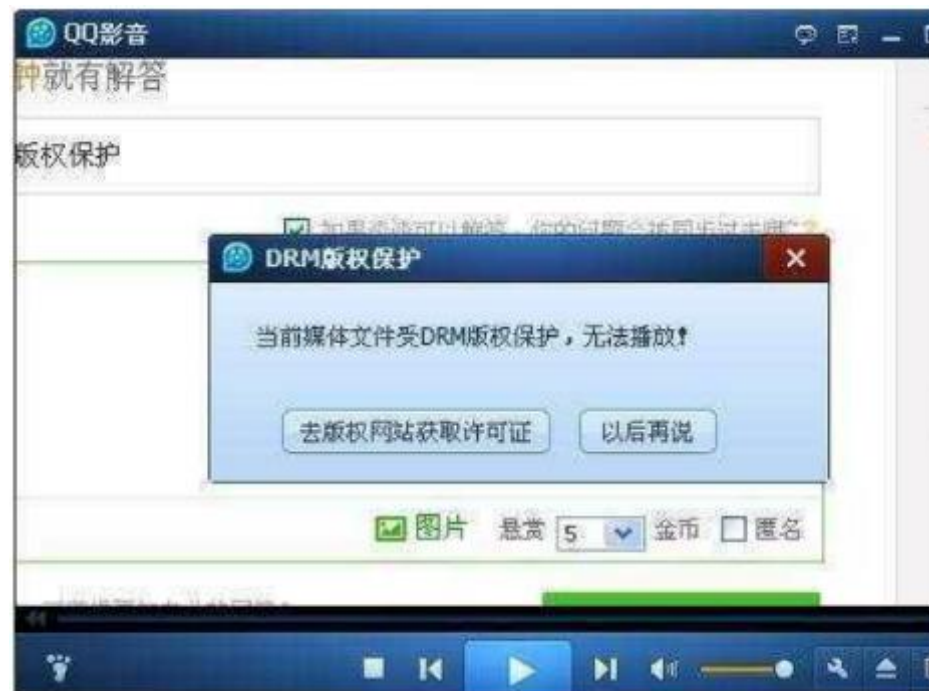 QQ影音
钟就有解答
版权保护
DRM版权保护
当前媒体文件受DRM版权保护，无法播放！
去版权网站获取许可证
以后再说
图片 悬赏 5 金币 匿名